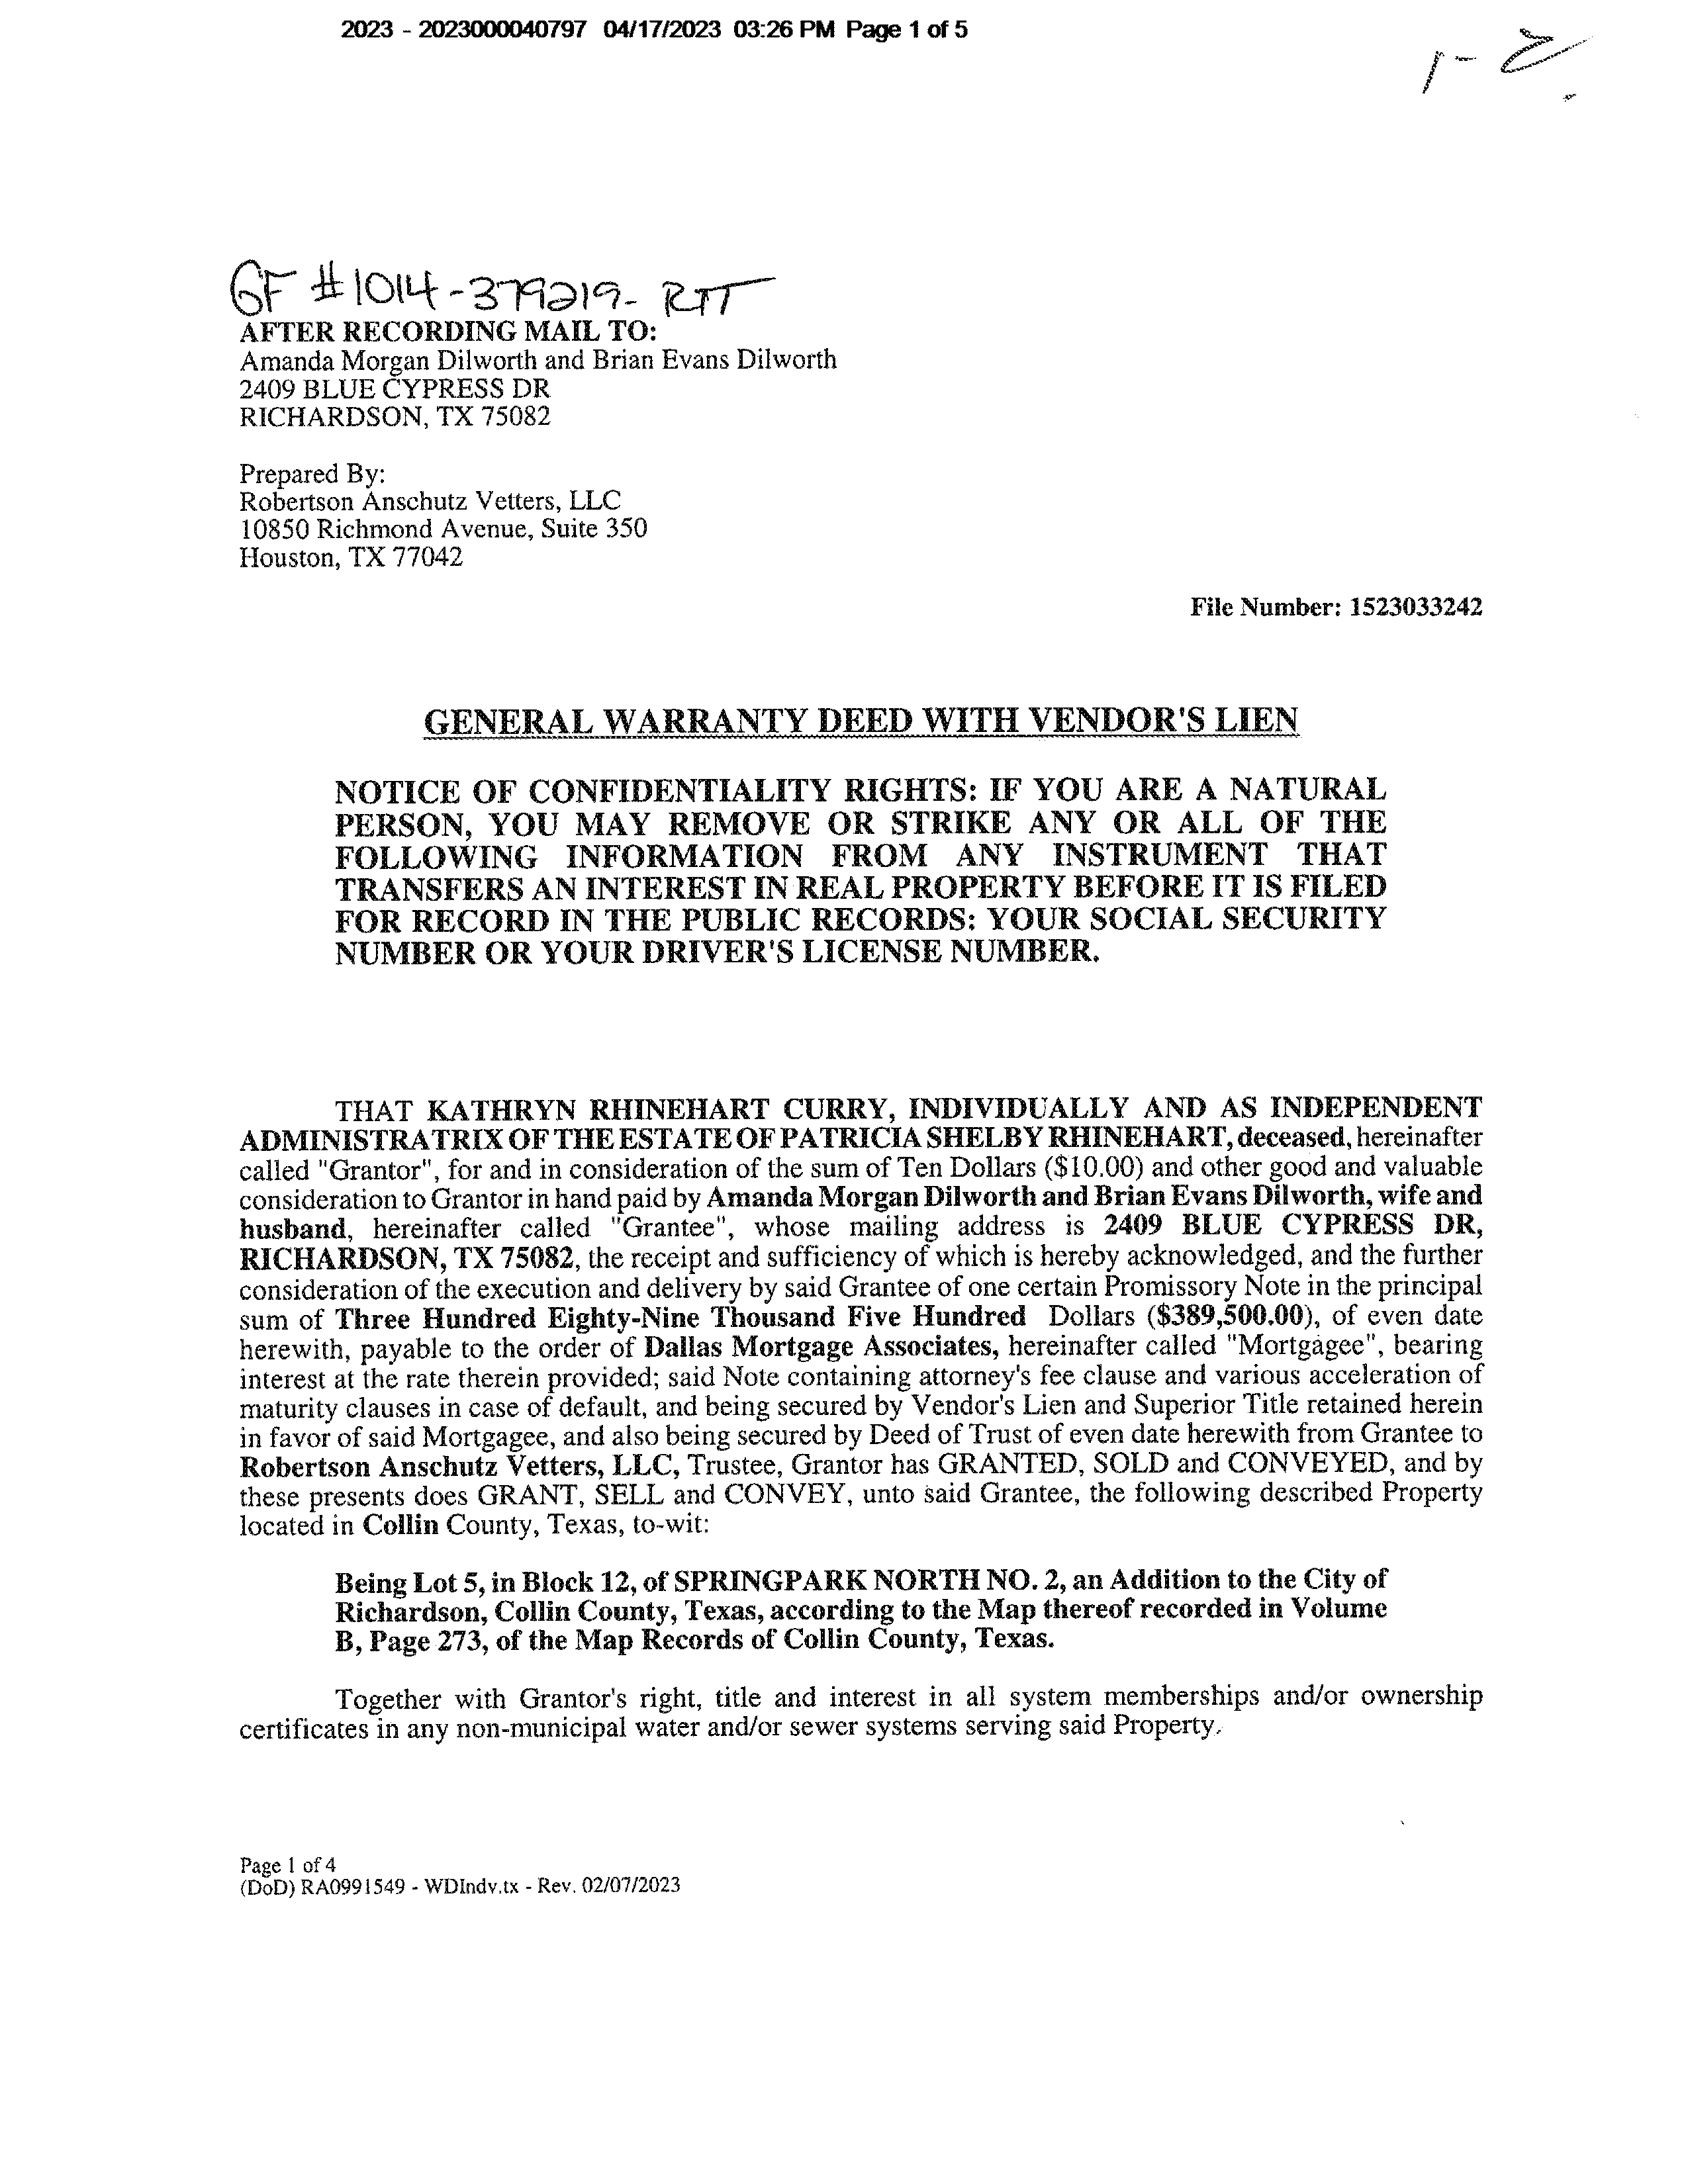 2023 - 2023000040797 04/17/2023 03:26 PM Page 1 of 5
1-2
GF #1014-379219-RTT
AFTER RECORDING MAIL TO:
Amanda Morgan Dilworth and Brian Evans Dilworth
2409 BLUE CYPRESS DR
RICHARDSON, TX 75082
Prepared By:
Robertson Anschutz Vetters, LLC
10850 Richmond Avenue, Suite 350
Houston, TX 77042
File Number: 1523033242
GENERAL WARRANTY DEED WITH VENDOR'S LIEN
NOTICE OF CONFIDENTIALITY RIGHTS: IF YOU ARE A NATURAL
PERSON, YOU MAY REMOVE OR STRIKE ANY OR ALL OF THE
FOLLOWING INFORMATION FROM ANY INSTRUMENT THAT
TRANSFERS AN INTEREST IN REAL PROPERTY BEFORE IT IS FILED
FOR RECORD IN THE PUBLIC RECORDS: YOUR SOCIAL SECURITY
NUMBER OR YOUR DRIVER'S LICENSE NUMBER.
THAT KATHRYN RHINEHART CURRY, INDIVIDUALLY AND AS INDEPENDENT
ADMINISTRATRIX OF THE ESTATE OF PATRICIA SHELBY RHINEHART, deceased, hereinafter
called "Grantor", for and in consideration of the sum of Ten Dollars ($10.00) and other good and valuable
consideration to Grantor in hand paid by Amanda Morgan Dilworth and Brian Evans Dilworth, wife and
husband, hereinafter called "Grantee", whose mailing address is 2409 BLUE CYPRESS DR,
RICHARDSON, TX 75082, the receipt and sufficiency of which is hereby acknowledged, and the further
consideration of the execution and delivery by said Grantee of one certain Promissory Note in the principal
sum of Three Hundred Eighty-Nine Thousand Five Hundred Dollars ($389,500.00), of even date
herewith, payable to the order of Dallas Mortgage Associates, hereinafter called "Mortgagee", bearing
interest at the rate therein provided; said Note containing attorney's fee clause and various acceleration of
maturity clauses in case of default, and being secured by Vendor's Lien and Superior Title retained herein
in favor of said Mortgagee, and also being secured by Deed of Trust of even date herewith from Grantee to
Robertson Anschutz Vetters, LLC, Trustee, Grantor has GRANTED, SOLD and CONVEYED, and by
these presents does GRANT, SELL and CONVEY, unto said Grantee, the following described Property
located in Collin County, Texas, to-wit:
Being Lot 5, in Block 12, of SPRINGPARK NORTH NO. 2, an Addition to the City of
Richardson, Collin County, Texas, according to the Map thereof recorded in Volume
B, Page 273, of the Map Records of Collin County, Texas.
Together with Grantor's right, title and interest in all system memberships and/or ownership
certificates in any non-municipal water and/or sewer systems serving said Property.
Page 1 of 4
(DoD) RA0991549 - WDIndv.tx - Rev. 02/07/2023